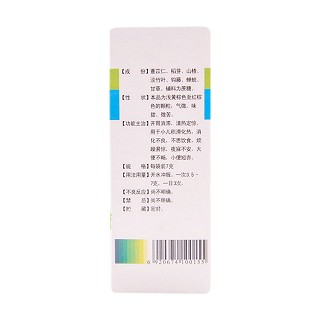 【成　份】薏苡仁、稻芽、山楂、
淡竹叶、钩藤、蝉蜕、
甘草，辅料为蔗糖。
【性　状】本品为浅黄棕色至红棕
色的颗粒；气微，味
甜、微苦。
【功能主治】开胃消滞，清热定惊。
用于小儿积滞化热，消
化不良，不思饮食，烦
躁易惊，夜寐不安，大
便不畅，小便短赤。
【规　格】每袋装7克
【用法用量】开水冲服，一次3.5-
7克，一日3次。
【不良反应】尚不明确。
【禁　忌】尚不明确。
【贮　藏】密封。
6 920674 100155